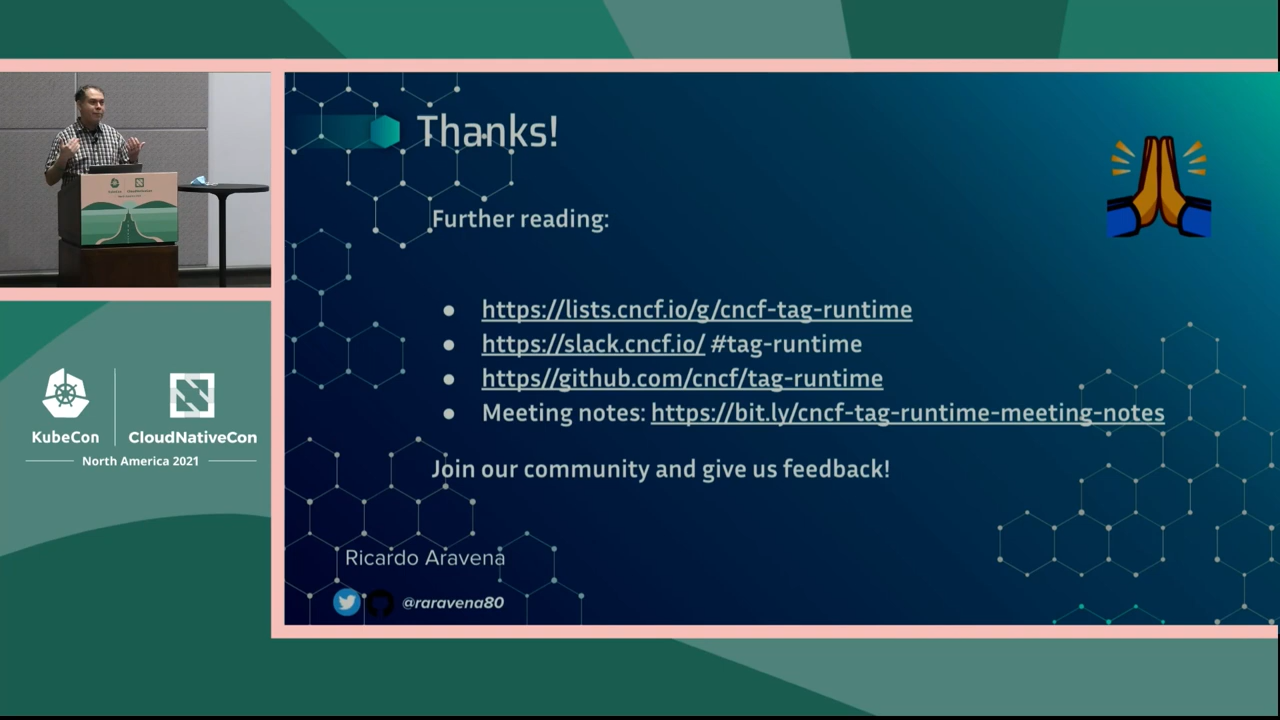 Thanks!
Further reading:
● https://lists.cncf.io/g/cncf-tag-runtime
● https://slack.cncf.io/ #tag-runtime
● https//github.com/cncf/tag-runtime
● Meeting notes: https://bit.ly/cncf-tag-runtime-meeting-notes
Join our community and give us feedback!
Ricardo Aravena
@raravena80
KubeCon
CloudNativeCon
North America 2021